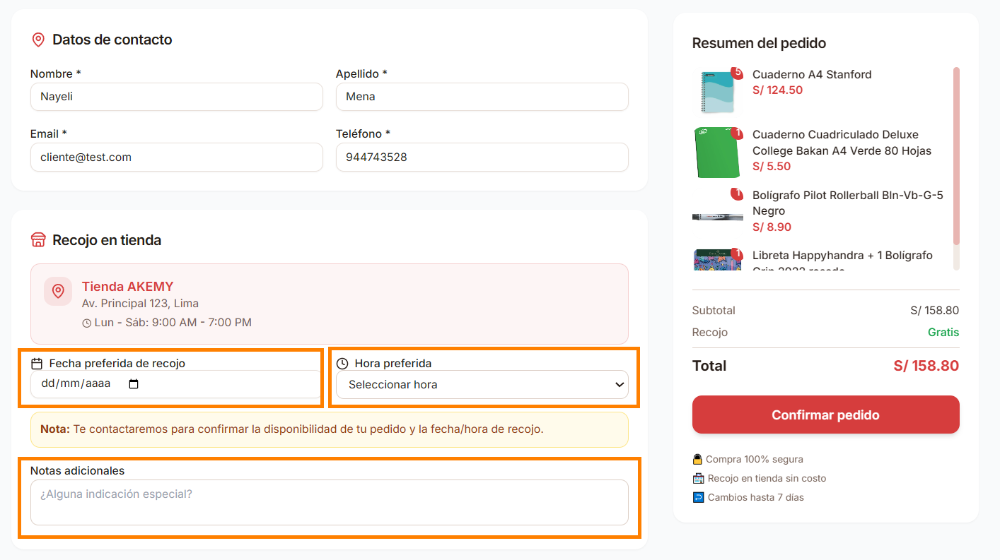 Datos de contacto
Nombre *
Apellido *
Nayeli
Mena
Email *
Teléfono *
cliente@test.com
944743528
Recojo en tienda
Tienda AKEMY
Av. Principal 123, Lima
Lun - Sáb: 9:00 AM - 7:00 PM
Fecha preferida de recojo
Hora preferida
dd/mm/aaaa
Seleccionar hora
Nota: Te contactaremos para confirmar la disponibilidad de tu pedido y la fecha/hora de recojo.
Notas adicionales
¿Alguna indicación especial?
Resumen del pedido
5
Cuaderno A4 Stanford
S/ 124.50
1
Cuaderno Cuadriculado Deluxe
College Bakan A4 Verde 80 Hojas
S/ 5.50
1
Bolígrafo Pilot Rollerball Bln-Vb-G-5
Negro
S/ 8.90
1
Libreta Happyhandra + 1 Bolígrafo
Grip 2022 rosado
Subtotal
S/ 158.80
Recojo
Gratis
Total
S/ 158.80
Confirmar pedido
Compra 100% segura
Recojo en tienda sin costo
Cambios hasta 7 días